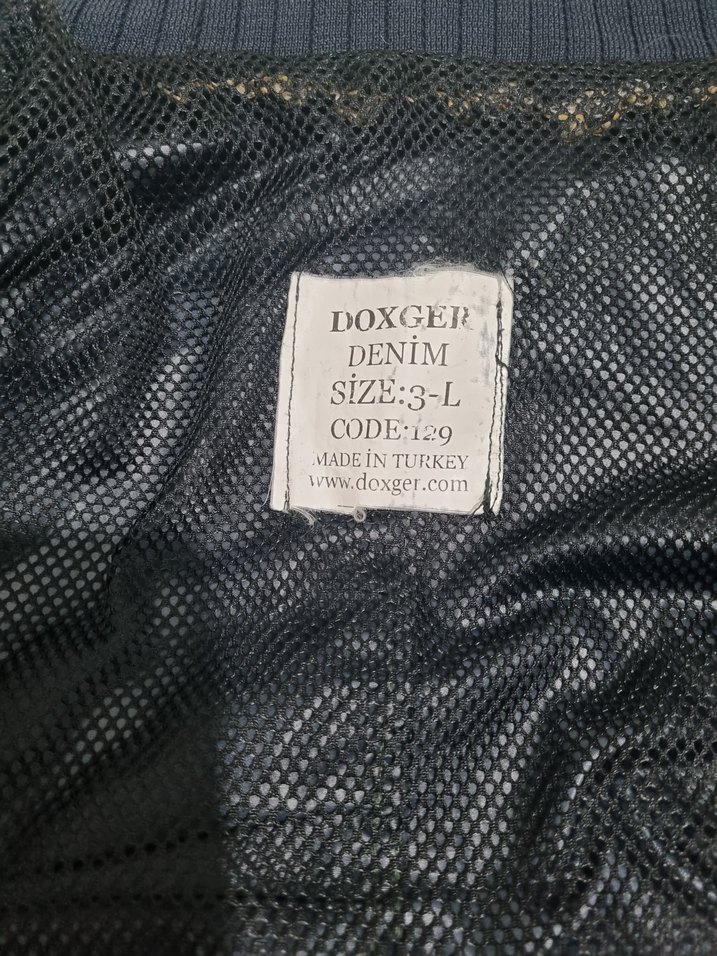 DOXGER
DENİM
SİZE:3-L
CODE:129
MADE İN TURKEY
www.doxger.com